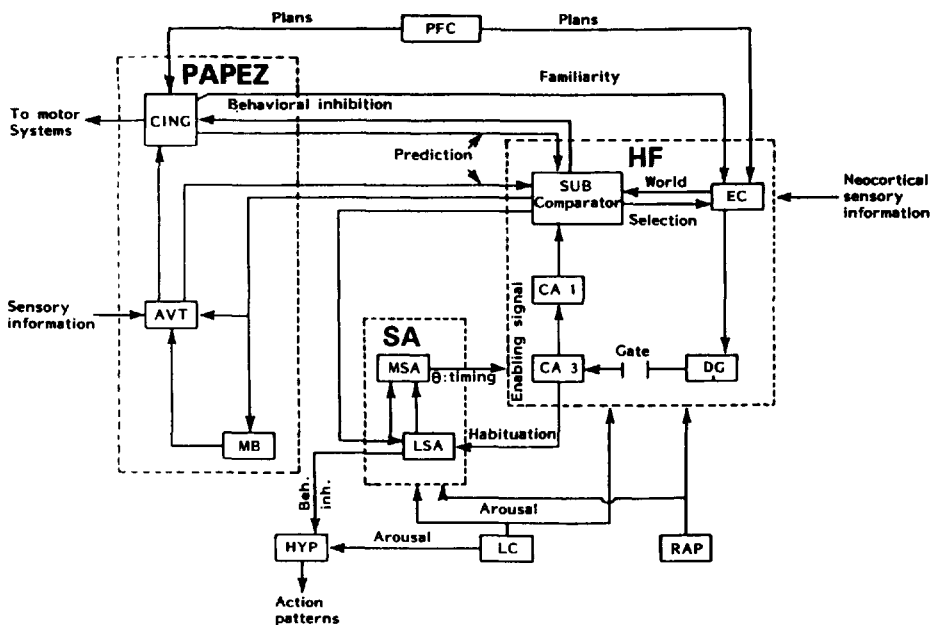 Plans
PFC
Plans
PAPEZ
Familiarity
To motor
Systems
CING
Behavioral inhibition
Prediction
HF
SUB
Comparator
World
EC
Selection
Neocortical
sensory
information
CA 1
Sensory
information
AVT
SA
Enabling signal
MSA
θ:timing
CA 3
Gate
DG
MB
LSA
Habituation
Beh.
inh.
Arousal
HYP
Arousal
LC
RAP
Action
patterns